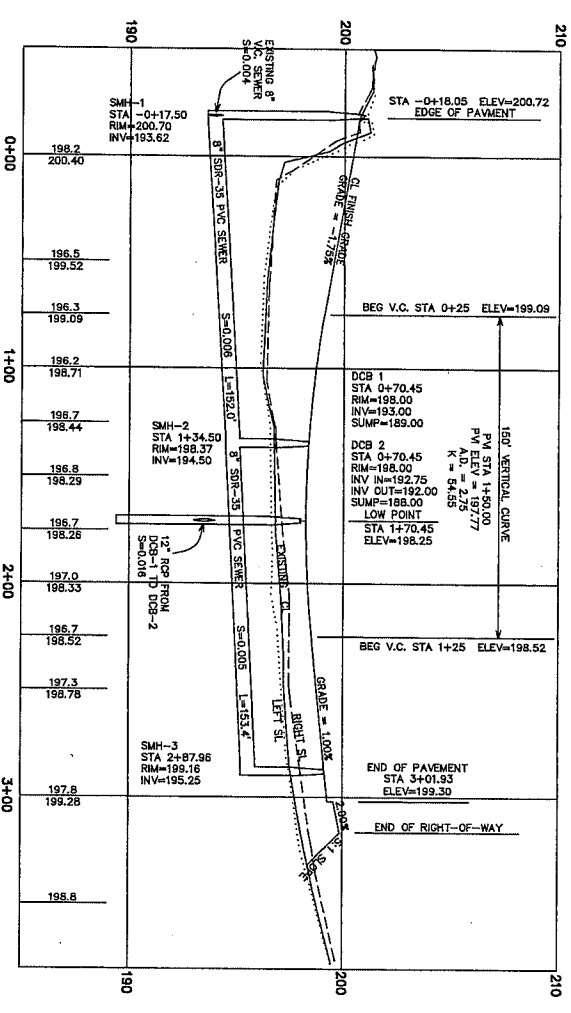 190
200
210
EXISTING 8"
V.C. SEWER
S=0.004
SMH-1
STA -0+17.50
RIM=200.70
INV=193.62
STA -0+18.05 ELEV=200.72
EDGE OF PAVMENT
0+00
198.2
200.40
8" SDR-35 PVC SEWER
S=0.006
L=152.0'
CL FINISH GRADE
GRADE = -1.75%
196.5
199.52
196.3
199.09
BEG V.C. STA 0+25 ELEV=199.09
1+00
196.2
198.71
DCB 1
STA 0+70.45
RIM=198.00
INV=193.00
SUMP=189.00
150' VERTICAL CURVE
PVI STA 1+50.00
PVI ELEV = 197.77
A.D. = 2.75
K = 54.55
SMH-2
STA 1+34.50
RIM=198.37
INV=194.50
196.7
198.44
DCB 2
STA 0+70.45
RIM=198.00
INV IN=192.75
INV OUT=192.00
SUMP=188.00
8" SDR-35
PVC SEWER
196.8
198.29
LOW POINT
STA 1+70.45
ELEV=198.25
196.7
198.26
12" RCP FROM
DCB-1 TO DCB-2
S=0.016
EXISTING CL
2+00
197.0
198.33
196.7
198.52
S=0.005
BEG V.C. STA 1+25 ELEV=198.52
197.3
198.78
L=153.4'
LEFT SL
RIGHT SL
GRADE = 1.00%
SMH-3
STA 2+87.96
RIM=199.16
INV=195.25
END OF PAVEMENT
STA 3+01.93
ELEV=199.30
3+00
197.8
199.28
2.00%
END OF RIGHT-OF-WAY
SLOPE
198.8
190
200
210